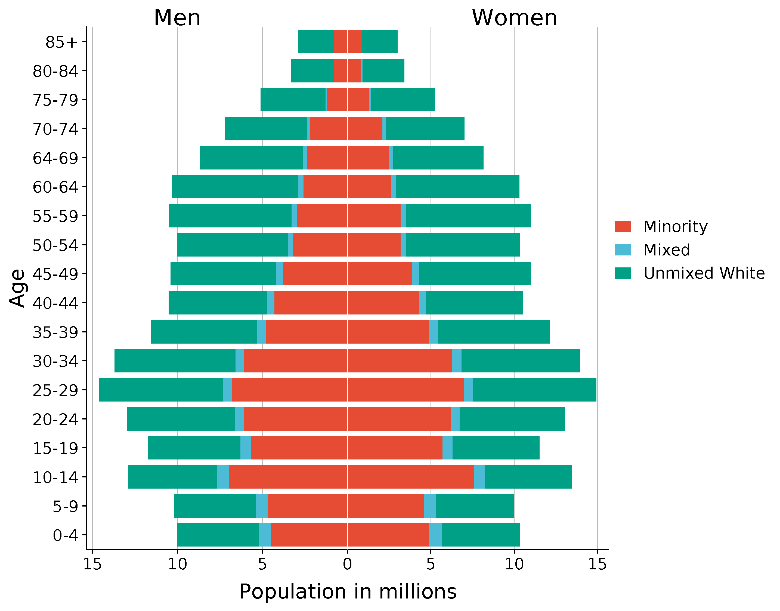 Men Women
85+
80-84
75-79
70-74
64-69
60-64
55-59
50-54
45-49
40-44
35-39
30-34
25-29
20-24
15-19
10-14
5-9
0-4
Age
Minority
Mixed
Unmixed White
15 10 5 0 5 10 15
Population in millions